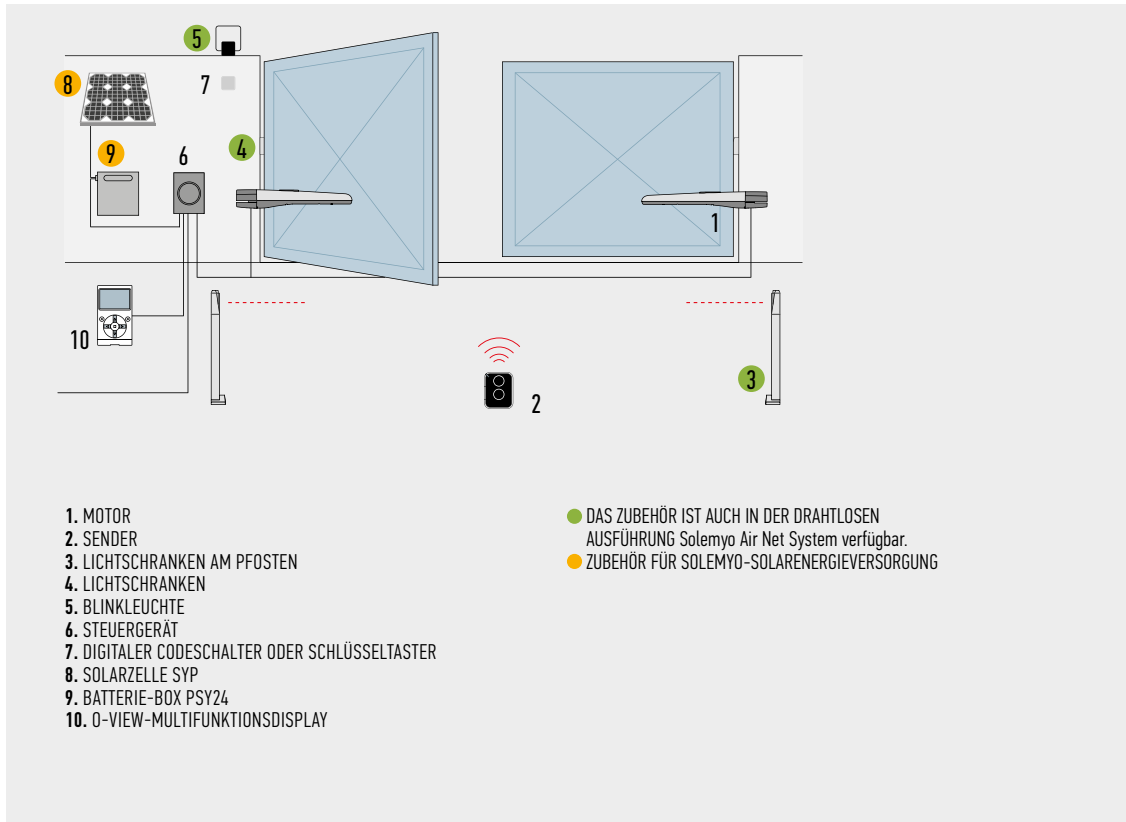 5
8
7
9
6
4
1
10
3
2
1. MOTOR
2. SENDER
3. LICHTSCHRANKEN AM PFOSTEN
4. LICHTSCHRANKEN
5. BLINKLEUCHTE
6. STEUERGERÄT
7. DIGITALER CODESCHALTER ODER SCHLÜSSELTASTER
8. SOLARZELLE SYP
9. BATTERIE-BOX PSY24
10. O-VIEW-MULTIFUNKTIONSDISPLAY
DAS ZUBEHÖR IST AUCH IN DER DRAHTLOSEN
AUSFÜHRUNG Solemyo Air Net System verfügbar.
ZUBEHÖR FÜR SOLEMYO-SOLARENERGIEVERSORGUNG